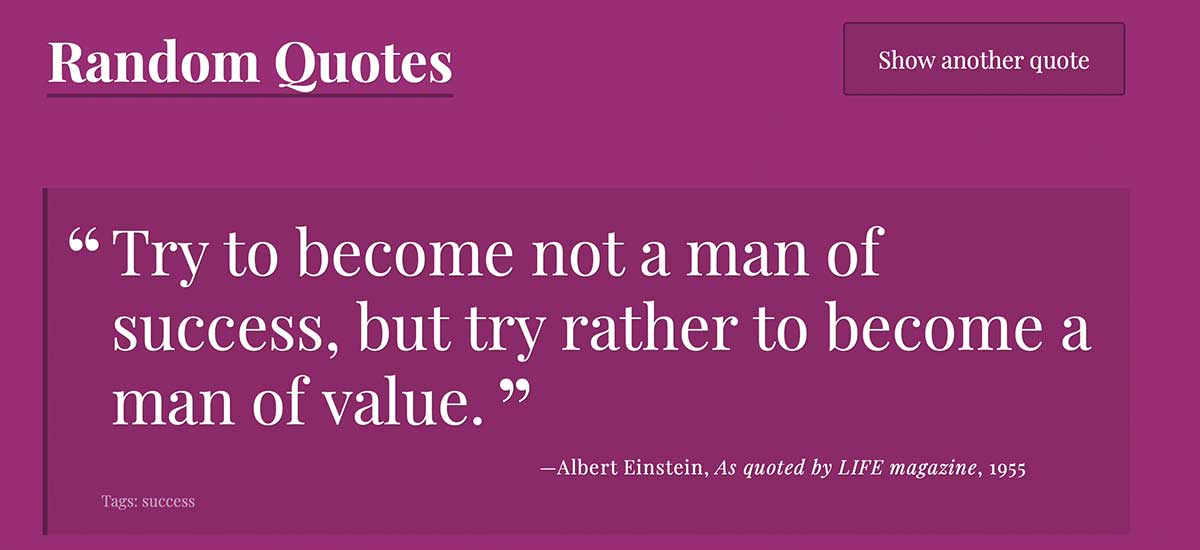 Random Quotes
Show another quote
“ Try to become not a man of
success, but try rather to become a
man of value. ”
—Albert Einstein, As quoted by LIFE magazine, 1955
Tags: success